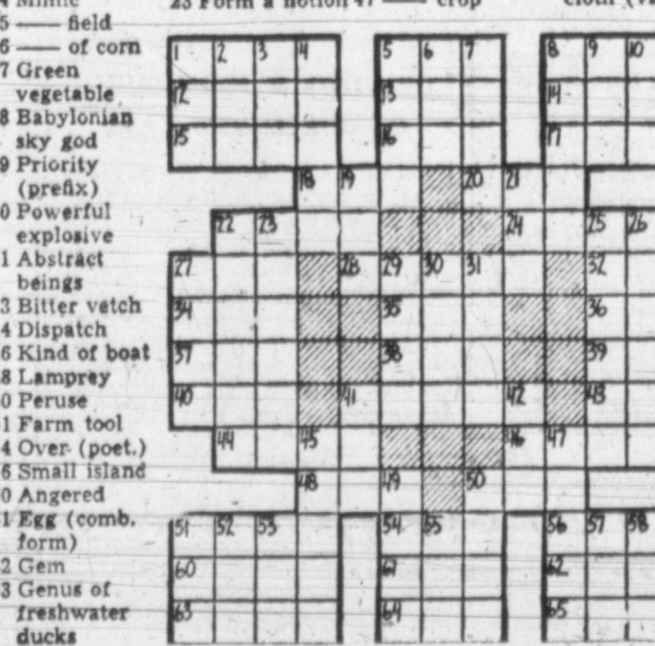 4 Mimic
23 Form a notion 47 —— crop
5 —— field
6 —— of corn
7 Green
vegetable
8 Babylonian
sky god
9 Priority
(prefix)
0 Powerful
explosive
1 Abstract
beings
3 Bitter vetch
4 Dispatch
6 Kind of boat
8 Lamprey
0 Peruse
1 Farm tool
4 Over (poet.)
6 Small island
0 Angered
1 Egg (comb.
form)
2 Gem
3 Genus of
freshwater
ducks
1 2 3 4 5 6 7 8 9 10
12 13 14
15 16 17
18 19 20 21
22 23 24 25 26
27 28 29 30 31 32
34 35 36
37 38 39
40 41 42 43
44 45 46 47
48 49 50
51 52 53 54 55 56 57 58
60 61 62
63 64 65